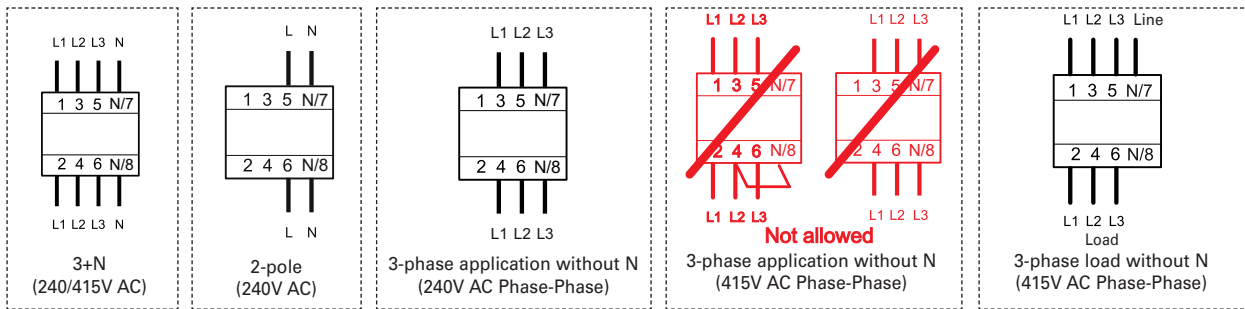 L1 L2 L3 N
1 3 5 N/7
2 4 6 N/8
L1 L2 L3 N
3+N
(240/415V AC)
L N
1 3 5 N/7
2 4 6 N/8
L N
2-pole
(240V AC)
L1 L2 L3
1 3 5 N/7
2 4 6 N/8
L1 L2 L3
3-phase application without N
(240V AC Phase-Phase)
L1 L2 L3
1 3 5 N/7
2 4 6 N/8
L1 L2 L3
L1 L2 L3
1 3 5 N/7
2 4 6 N/8
L1 L2 L3
Not allowed
3-phase application without N
(415V AC Phase-Phase)
L1 L2 L3 Line
1 3 5 N/7
2 4 6 N/8
L1 L2 L3
Load
3-phase load without N
(415V AC Phase-Phase)